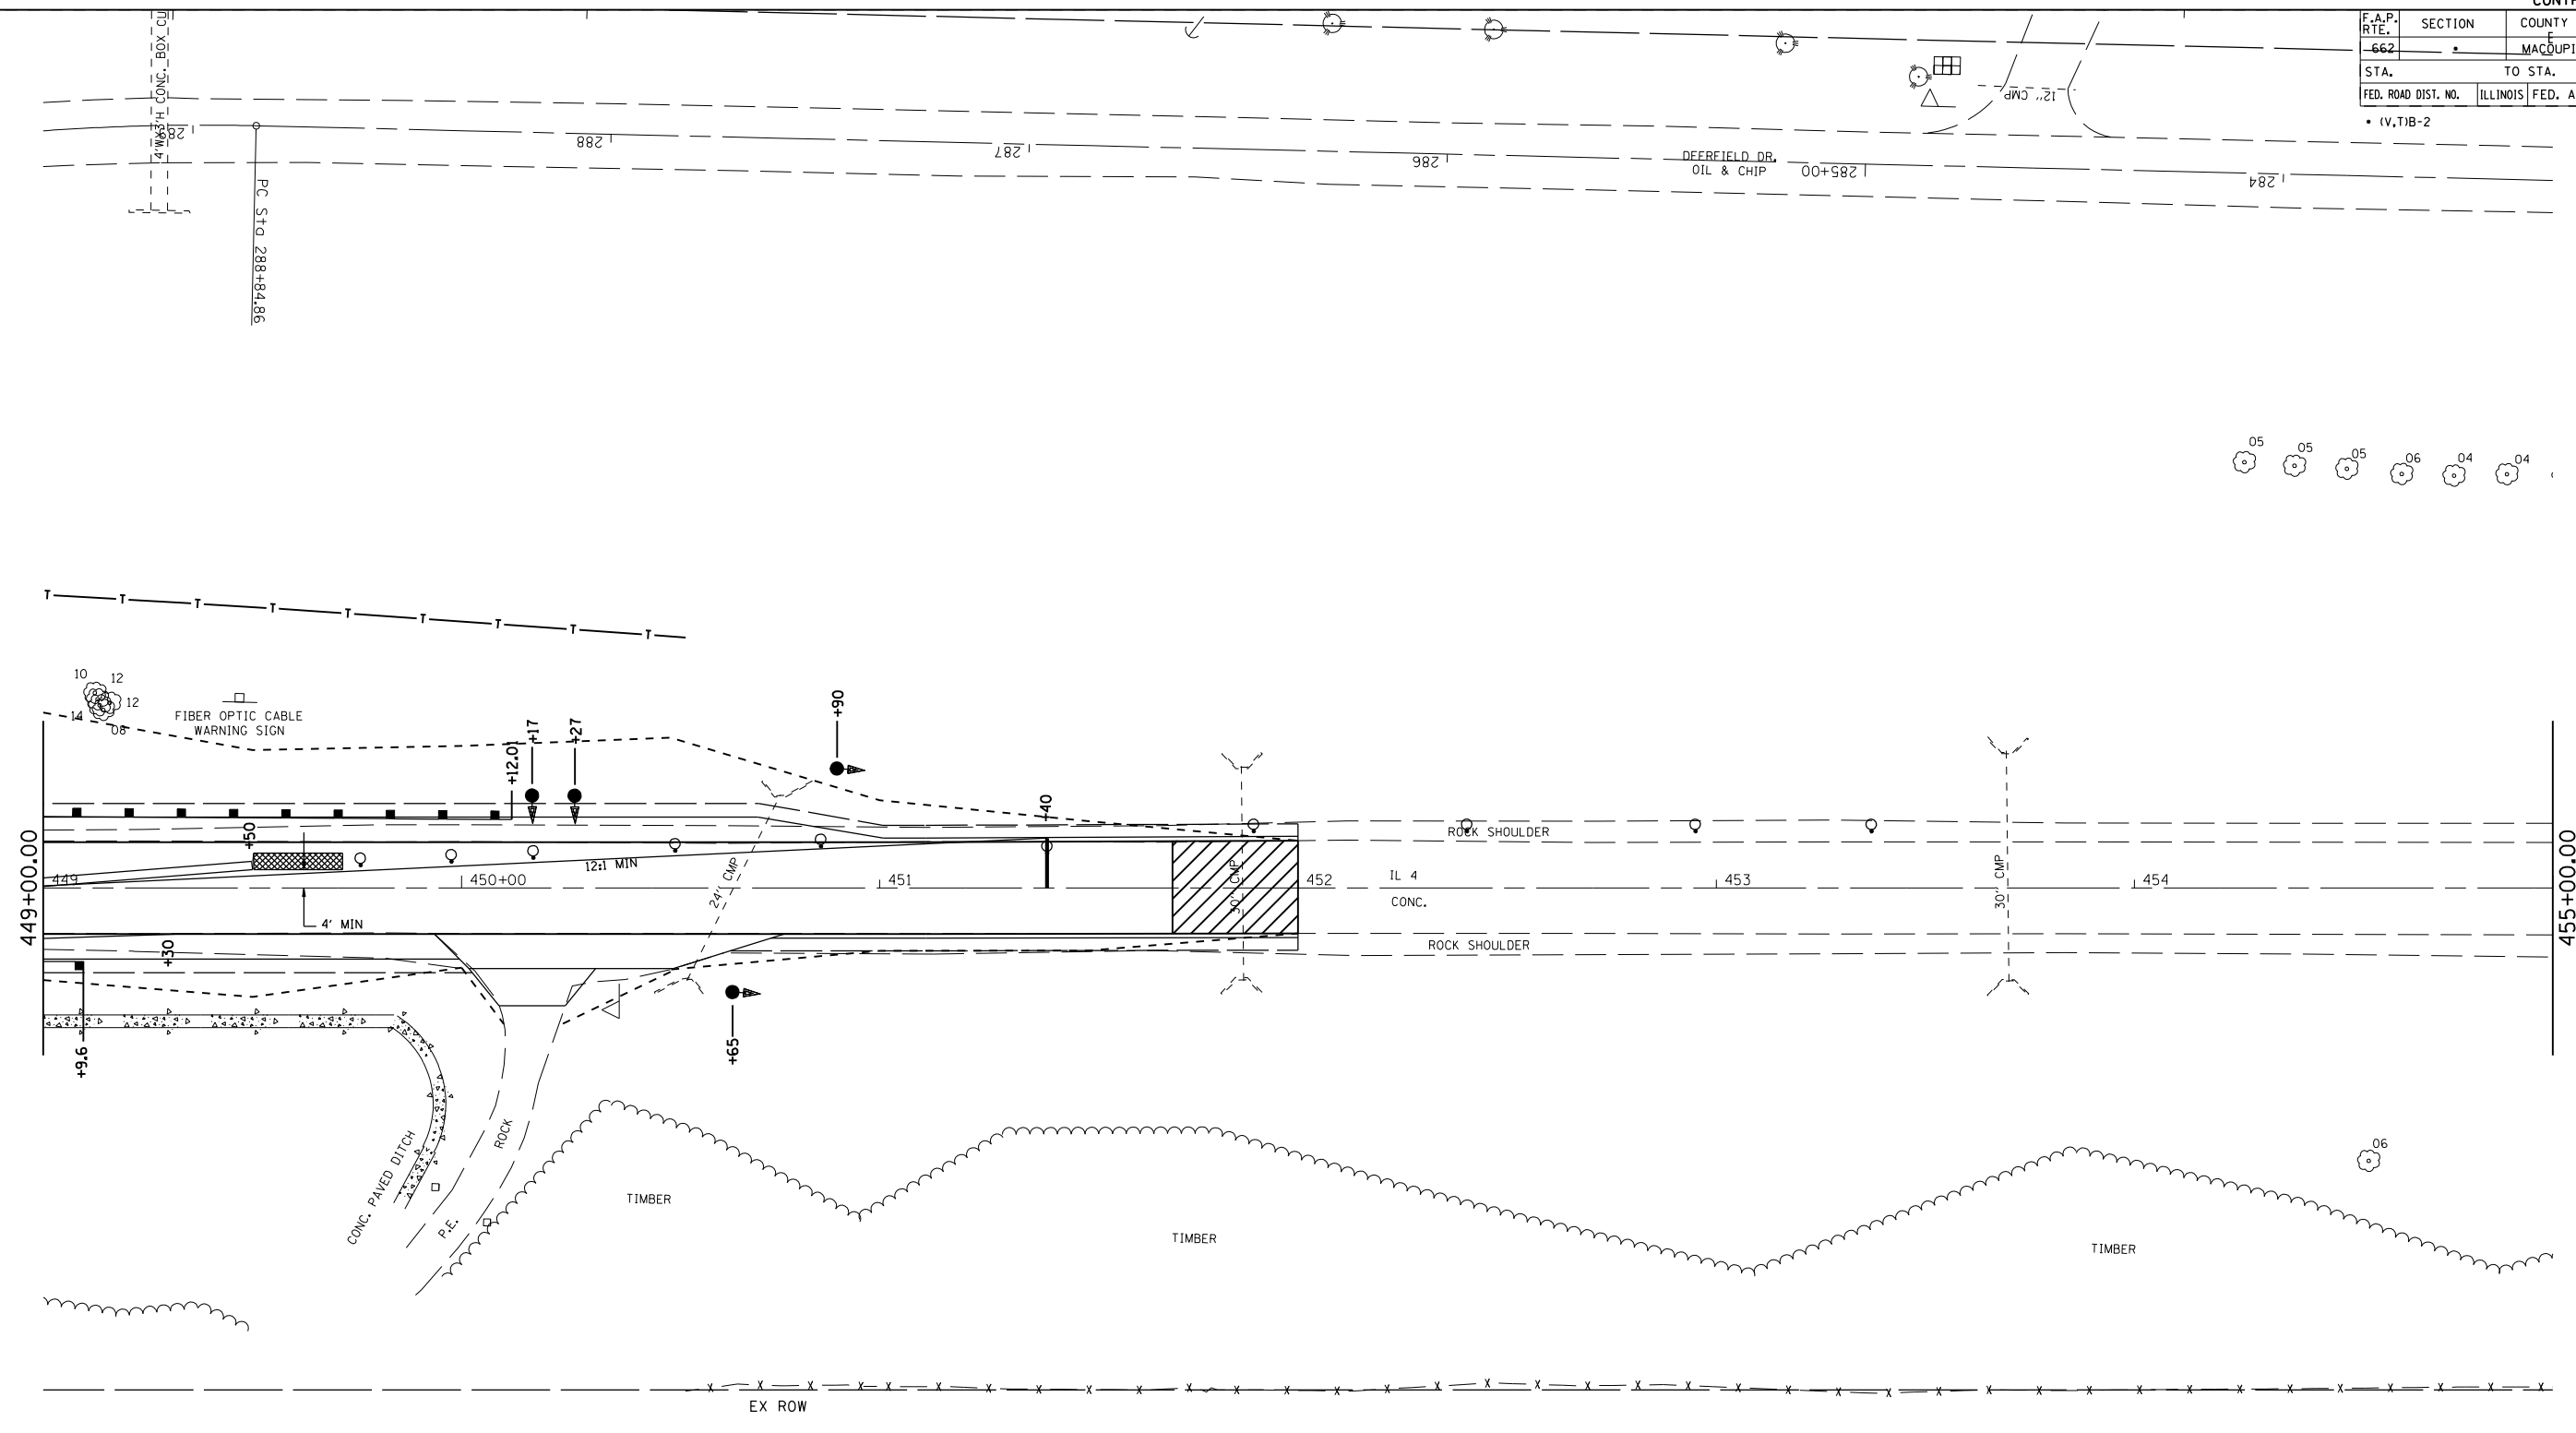 CONTR
F.A.P. RTE.
SECTION
COUNTY
662
•
MACOUPI
E
STA.
TO STA.
FED. ROAD DIST. NO.
ILLINOIS
FED. A
• (V,T)B-2
4'WX3'H CONC. BOX CU
12'' CMP
289
288
287
286
285+00
284
DEERFIELD DR.
OIL & CHIP
PC Sta 288+84.86
05
05
05
06
04
04
T T T T T T T T T
10
12
12
14
08
FIBER OPTIC CABLE
WARNING SIGN
+12.01
+17
+27
+90
+50
+40
449+00.00
449
450+00
451
452
453
454
455+00.00
12:1 MIN
24'' CMP
30'' CMP
30'' CMP
IL 4
CONC.
ROCK SHOULDER
ROCK SHOULDER
4' MIN
+30
+9.6
+65
CONC. PAVED DITCH
ROCK
P.E.
TIMBER
TIMBER
TIMBER
06
EX ROW